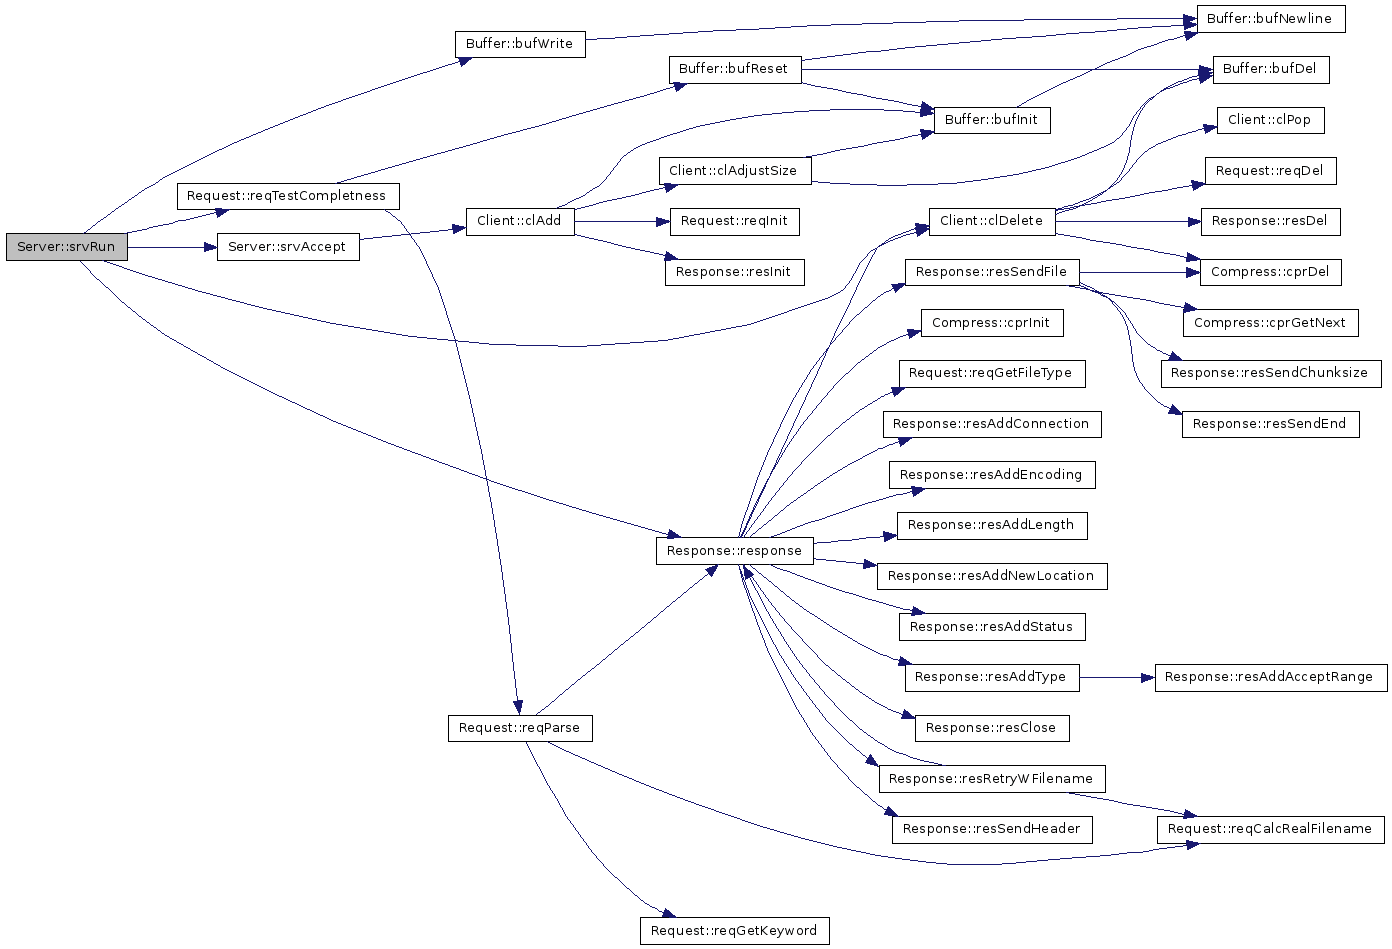 Buffer::bufNewline
Buffer::bufWrite
Buffer::bufReset
Buffer::bufDel
Buffer::bufInit
Client::clPop
Client::clAdjustSize
Request::reqDel
Request::reqTestCompletness
Client::clAdd
Request::reqInit
Client::clDelete
Response::resDel
Server::srvRun
Server::srvAccept
Response::resInit
Response::resSendFile
Compress::cprDel
Compress::cprInit
Compress::cprGetNext
Request::reqGetFileType
Response::resSendChunksize
Response::resAddConnection
Response::resSendEnd
Response::resAddEncoding
Response::resAddLength
Response::response
Response::resAddNewLocation
Response::resAddStatus
Response::resAddType
Response::resAddAcceptRange
Request::reqParse
Response::resClose
Response::resRetryWFilename
Response::resSendHeader
Request::reqCalcRealFilename
Request::reqGetKeyword